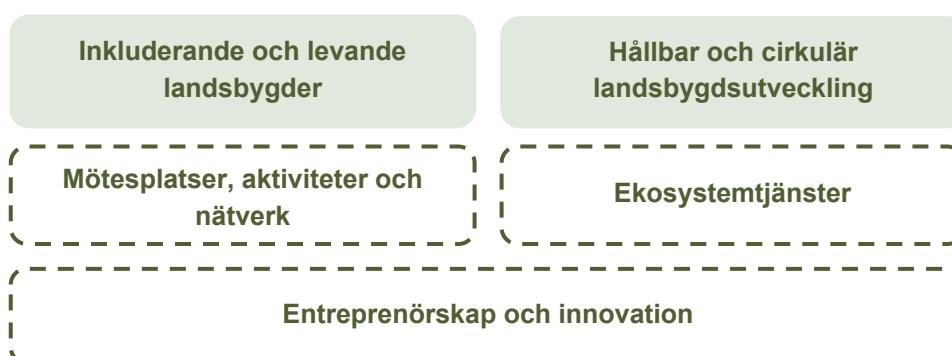 Inkluderande och levande
landsbygder
Hållbar och cirkulär
landsbygdsutveckling
Mötesplatser, aktiviteter och
nätverk
Ekosystemtjänster
Entreprenörskap och innovation